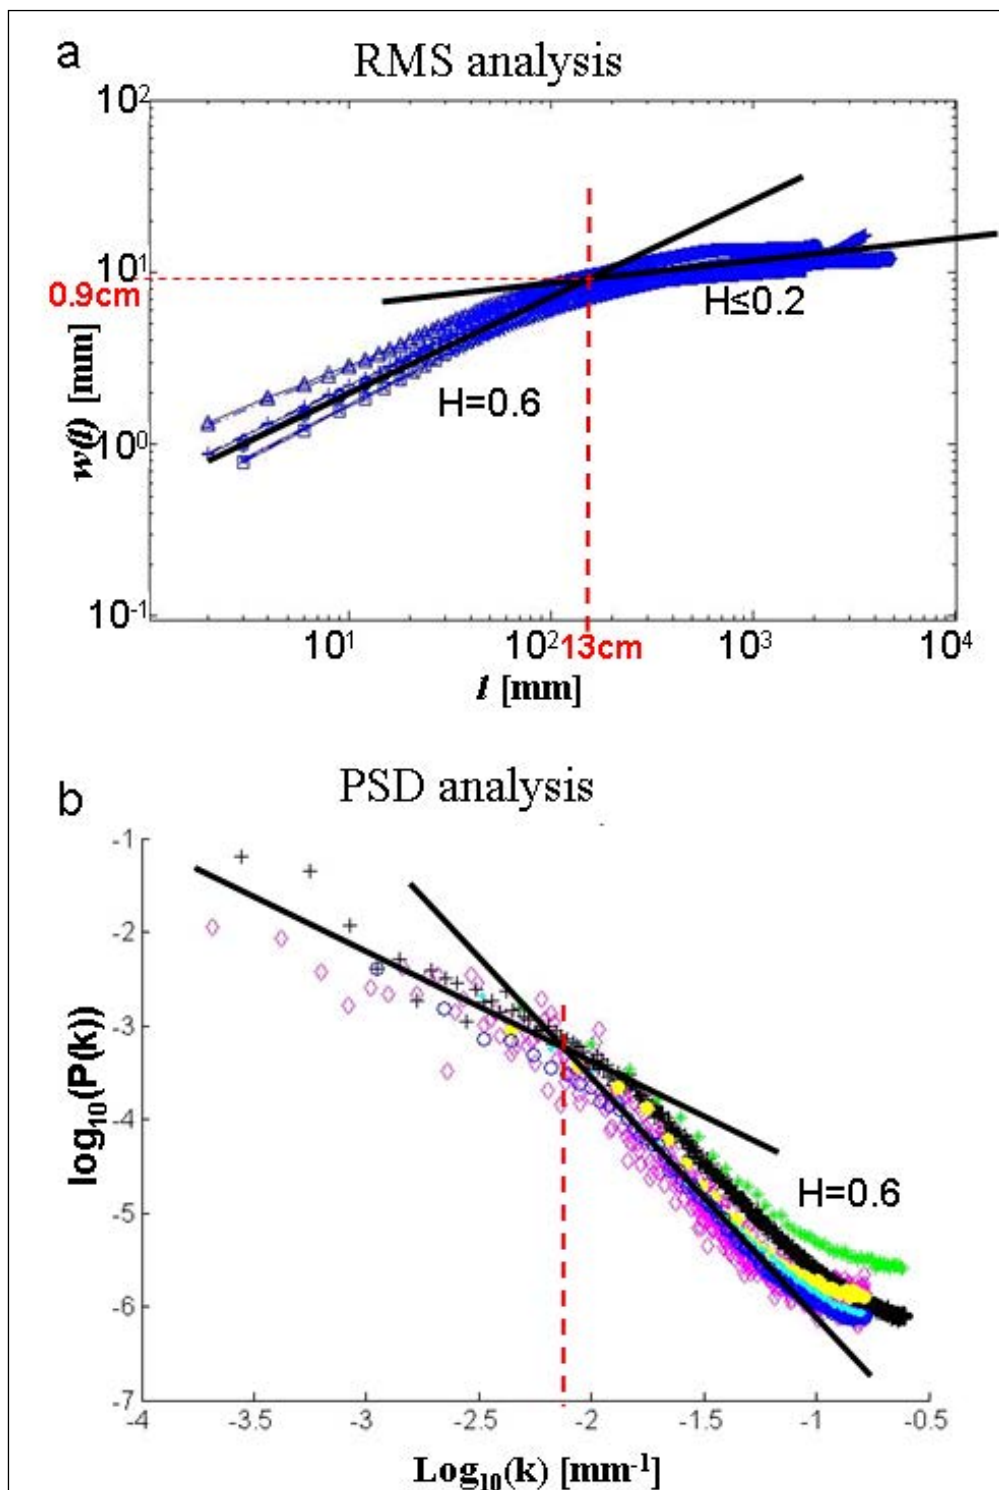 a
RMS analysis
10²
10¹
0.9cm
H≤0.2
w(l) [mm]
H=0.6
10⁰
10⁻¹
10¹ 10² 13cm 10³ 10⁴
l [mm]
b
PSD analysis
-1
-2
-3
log₁₀(P(k))
-4
H=0.6
-5
-6
-7
-4 -3.5 -3 -2.5 -2 -1.5 -1 -0.5
Log₁₀(k) [mm⁻¹]